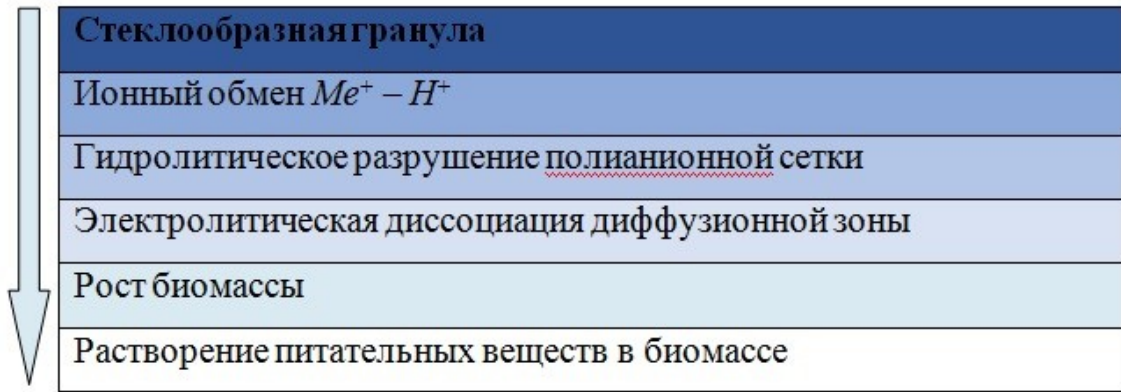 Стеклообразная гранула
Ионный обмен Me⁺ – H⁺
Гидролитическое разрушение полианионной сетки
Электролитическая диссоциация диффузионной зоны
Рост биомассы
Растворение питательных веществ в биомассе